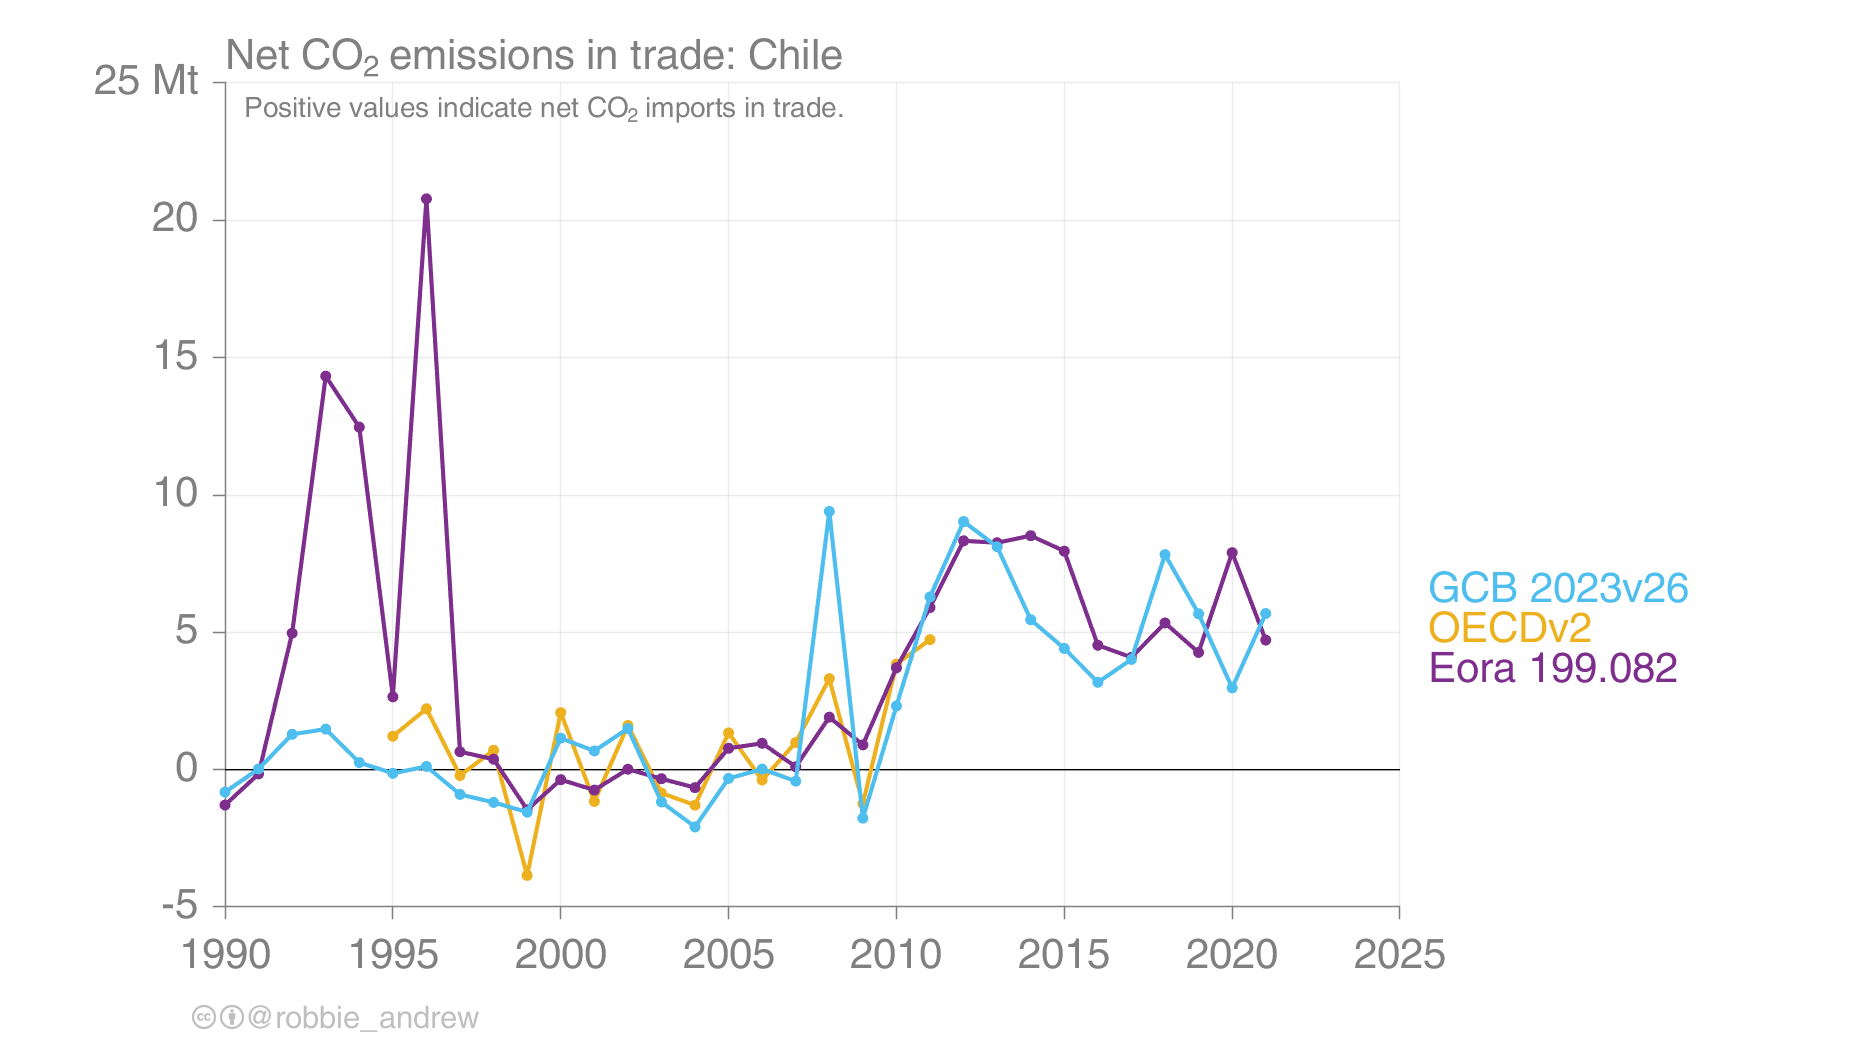 Net CO₂ emissions in trade: Chile
25 Mt
Positive values indicate net CO₂ imports in trade.
20
15
10
5
0
-5
GCB 2023v26
OECDv2
Eora 199.082
1990 1995 2000 2005 2010 2015 2020 2025
@robbie_andrew